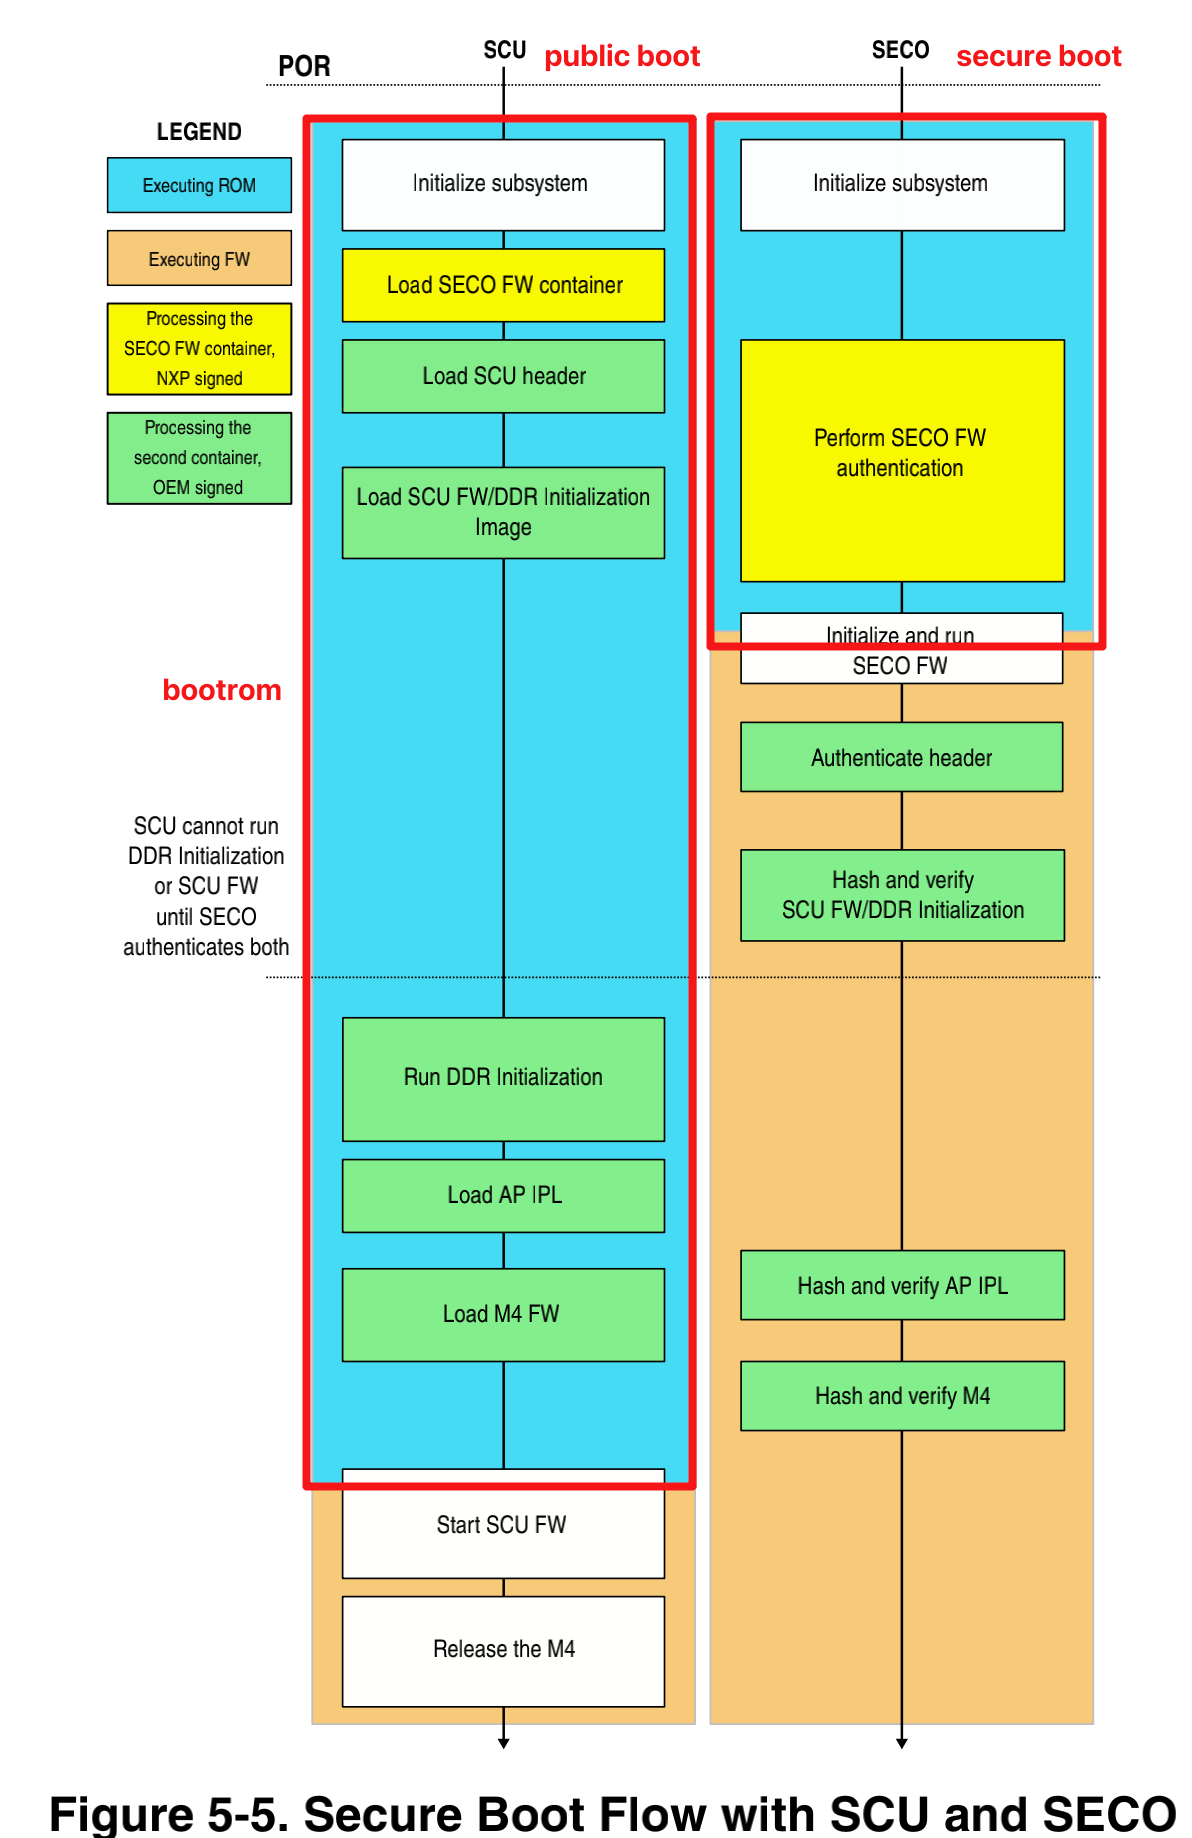 SCU
public boot
SECO
secure boot
POR
LEGEND
Executing ROM
Executing FW
Processing the
SECO FW container,
NXP signed
Processing the
second container,
OEM signed
bootrom
SCU cannot run
DDR Initialization
or SCU FW
until SECO
authenticates both
Initialize subsystem
Load SECO FW container
Load SCU header
Load SCU FW/DDR Initialization
Image
Run DDR Initialization
Load AP IPL
Load M4 FW
Start SCU FW
Release the M4
Initialize subsystem
Perform SECO FW
authentication
Initialize and run
SECO FW
Authenticate header
Hash and verify
SCU FW/DDR Initialization
Hash and verify AP IPL
Hash and verify M4
Figure 5-5. Secure Boot Flow with SCU and SECO